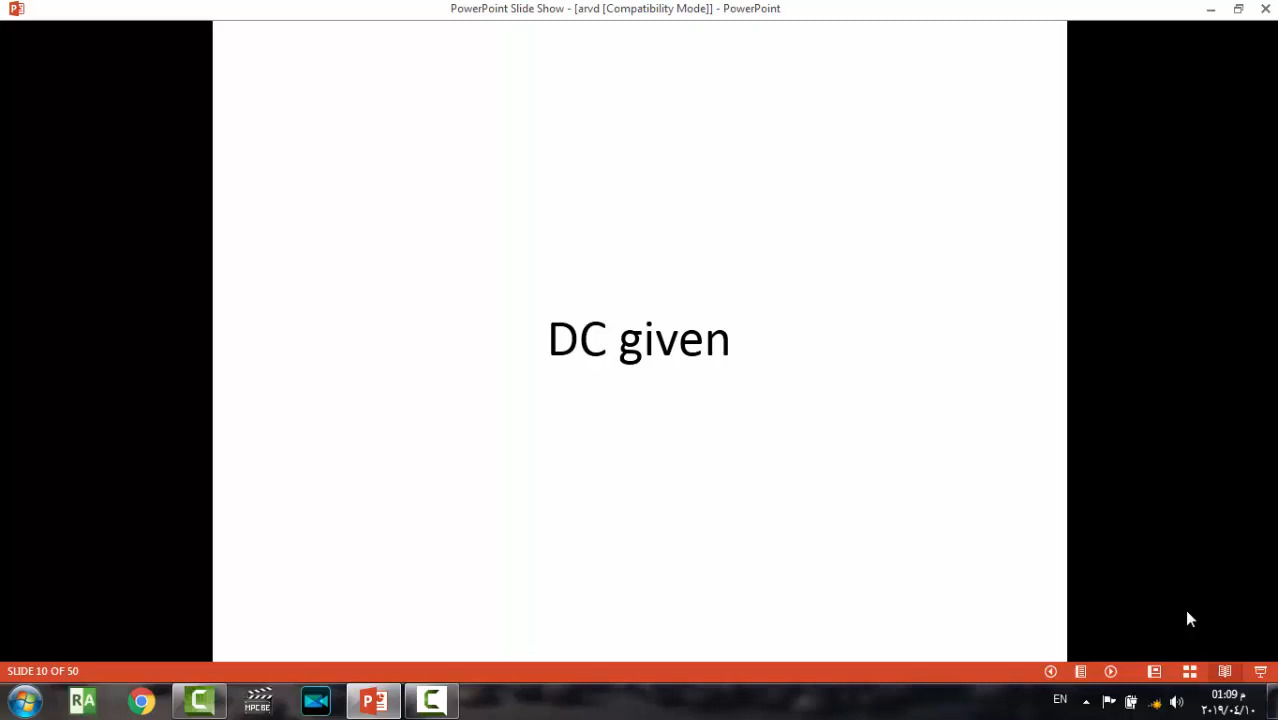 PowerPoint Slide Show - [arvd [Compatibility Mode]] - PowerPoint
DC given
SLIDE 10 OF 50
RA
MPC BE
EN
01:09 م
٢٠١٩/٠٤/١٠